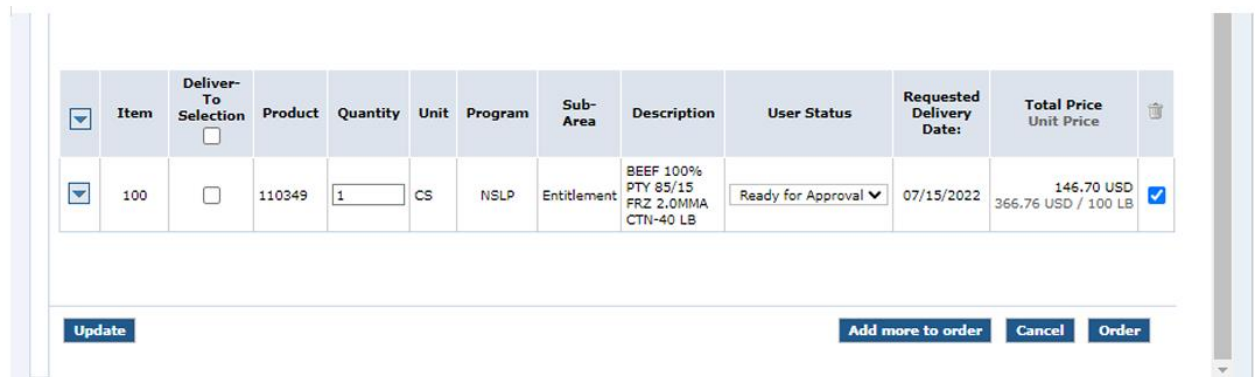 Item
Deliver-
To
Selection
Product
Quantity
Unit
Program
Sub-
Area
Description
User Status
Requested
Delivery
Date:
Total Price
Unit Price
100
110349
1
CS
NSLP
Entitlement
BEEF 100%
PTY 85/15
FRZ 2.0MMA
CTN-40 LB
Ready for Approval
07/15/2022
146.70 USD
366.76 USD / 100 LB
Update
Add more to order
Cancel
Order